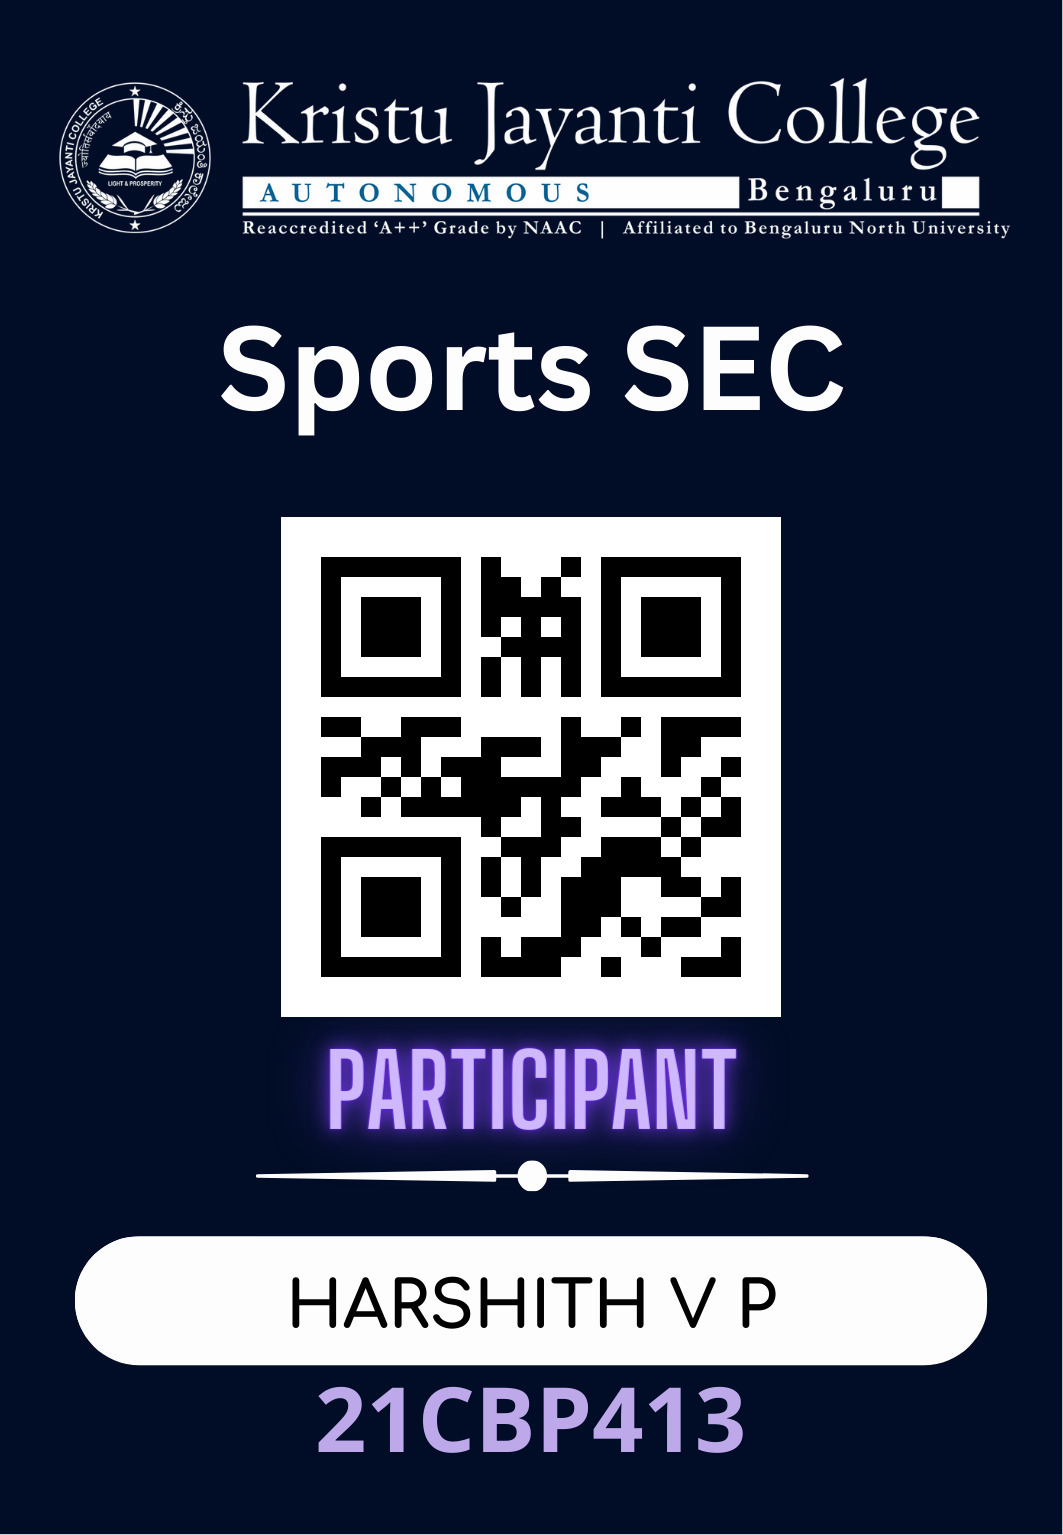 Kristu Jayanti College
AUTONOMOUS Bengaluru
Reaccredited ‘A++’ Grade by NAAC | Affiliated to Bengaluru North University
KRISTU JAYANTI COLLEGE
LIGHT & PROSPERITY
Sports SEC
PARTICIPANT
HARSHITH V P
21CBP413